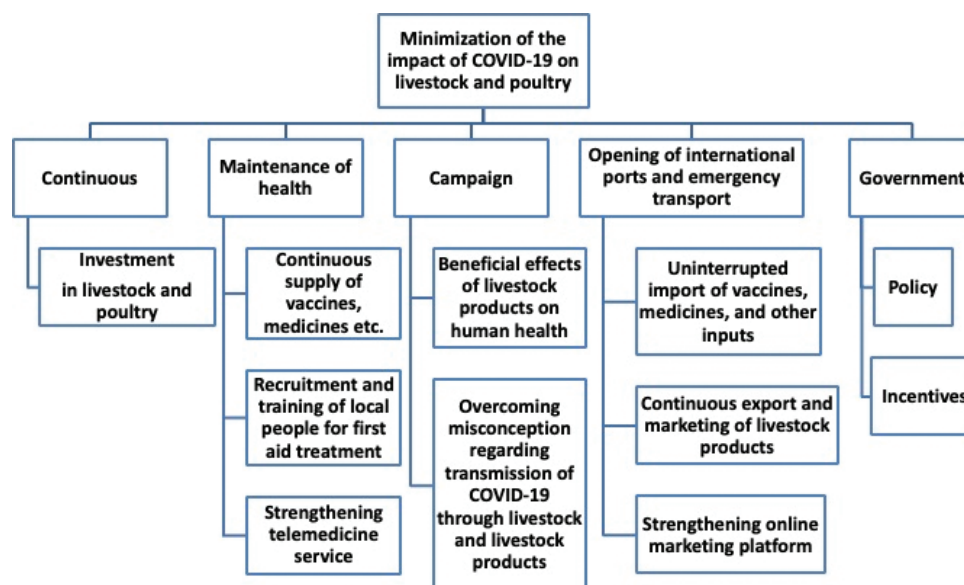 Minimization of the
impact of COVID-19 on
livestock and poultry
Continuous
Maintenance of
health
Campaign
Opening of international
ports and emergency
transport
Government
Investment
in livestock and
poultry
Continuous
supply of
vaccines,
medicines etc.
Recruitment and
training of local
people for first
aid treatment
Strengthening
telemedicine
service
Beneficial effects
of livestock
products on
human health
Overcoming
misconception
regarding
transmission of
COVID-19
through livestock
and livestock
products
Uninterrupted
import of vaccines,
medicines, and other
inputs
Continuous export and
marketing of livestock
products
Strengthening online
marketing platform
Policy
Incentives